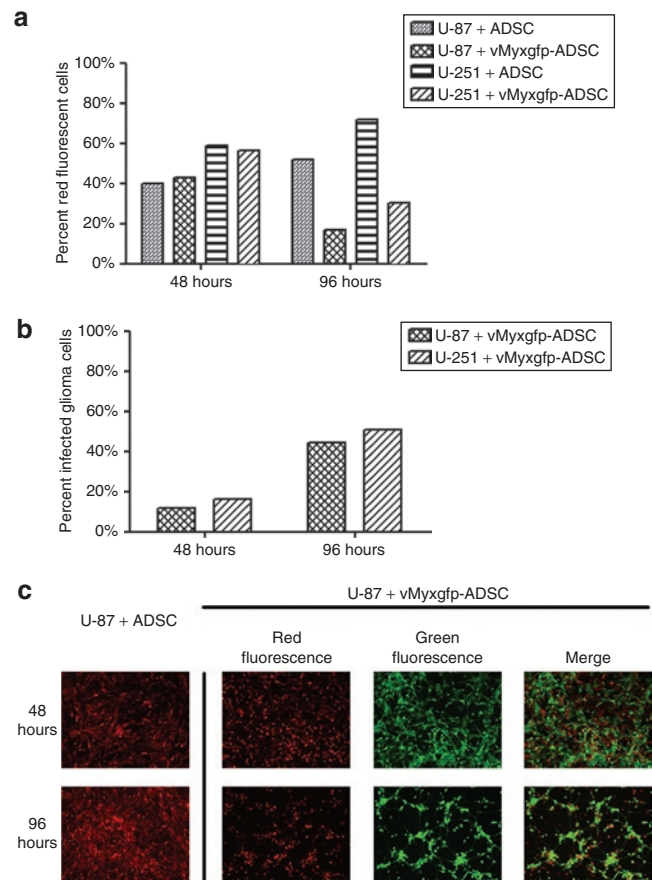 a
U-87 + ADSC
U-87 + vMyxgfp-ADSC
U-251 + ADSC
U-251 + vMyxgfp-ADSC
Percent red fluorescent cells
100%
80%
60%
40%
20%
0%
48 hours
96 hours
b
U-87 + vMyxgfp-ADSC
U-251 + vMyxgfp-ADSC
Percent infected glioma cells
100%
80%
60%
40%
20%
0%
48 hours
96 hours
c
U-87 + vMyxgfp-ADSC
U-87 + ADSC
Red
fluorescence
Green
fluorescence
Merge
48
hours
96
hours